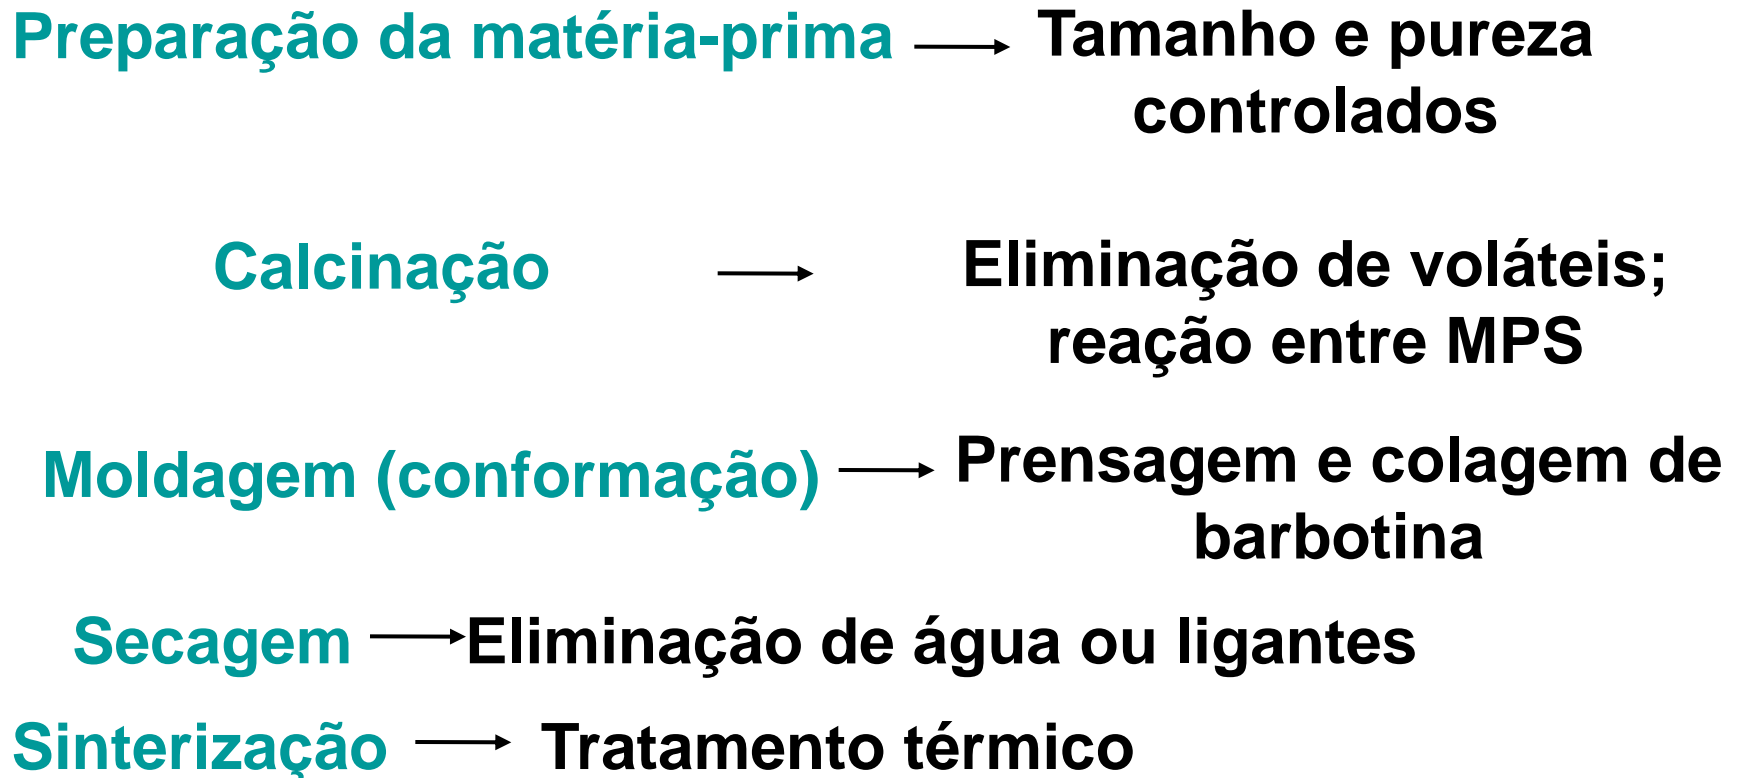 Preparação da matéria-prima → Tamanho e pureza
controlados
Calcinação → Eliminação de voláteis;
reação entre MPS
Moldagem (conformação) → Prensagem e colagem de
barbotina
Secagem → Eliminação de água ou ligantes
Sinterização → Tratamento térmico